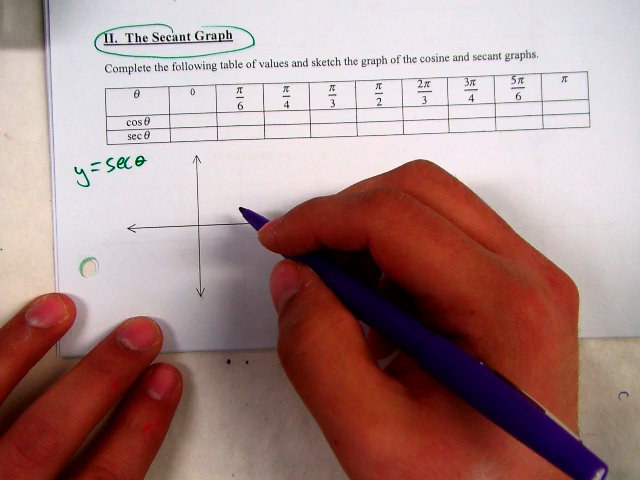 II. The Secant Graph
Complete the following table of values and sketch the graph of the cosine and secant graphs.
θ 0 π/6 π/4 π/3 π/2 2π/3 3π/4 5π/6 π
cos θ
sec θ
y = sec θ